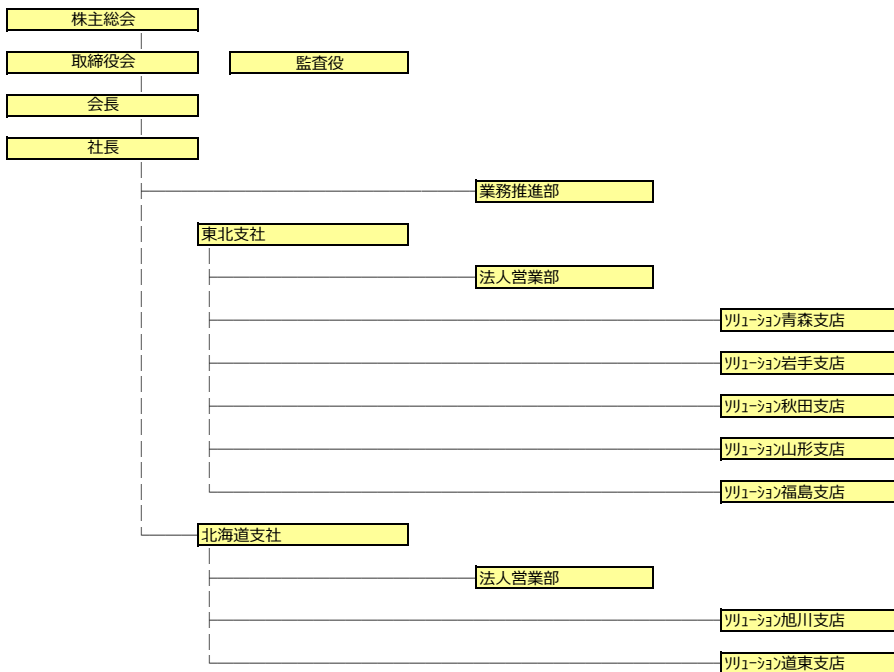 株主総会
取締役会
監査役
会長
社長
業務推進部
東北支社
法人営業部
ｿﾘｭｰｼｮﾝ青森支店
ｿﾘｭｰｼｮﾝ岩手支店
ｿﾘｭｰｼｮﾝ秋田支店
ｿﾘｭｰｼｮﾝ山形支店
ｿﾘｭｰｼｮﾝ福島支店
北海道支社
法人営業部
ｿﾘｭｰｼｮﾝ旭川支店
ｿﾘｭｰｼｮﾝ道東支店